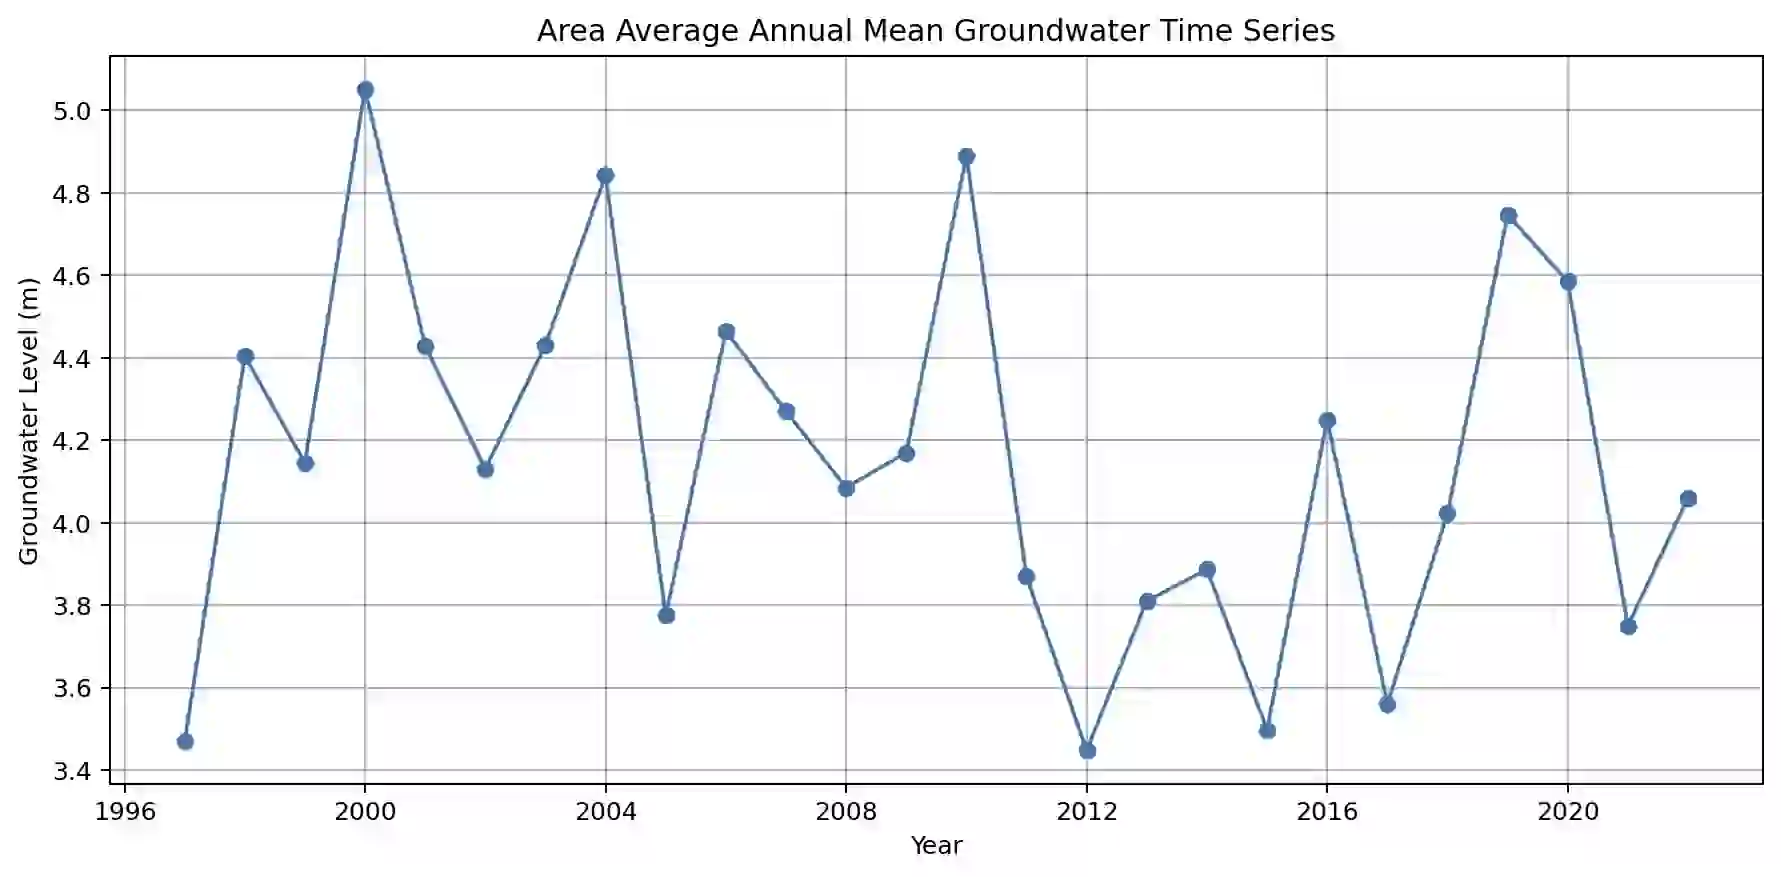 Area Average Annual Mean Groundwater Time Series
Groundwater Level (m)
5.0
4.8
4.6
4.4
4.2
4.0
3.8
3.6
3.4
1996 2000 2004 2008 2012 2016 2020
Year